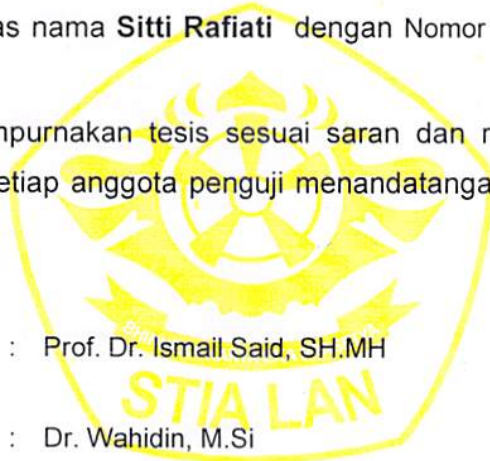 as nama Sitti Rafiati dengan Nomor
mpurnakan tesis sesuai saran dan
setiap anggota penguji menandatanga
: Prof. Dr. Ismail Said, SH.MH
STIA LAN
: Dr. Wahidin, M.Si